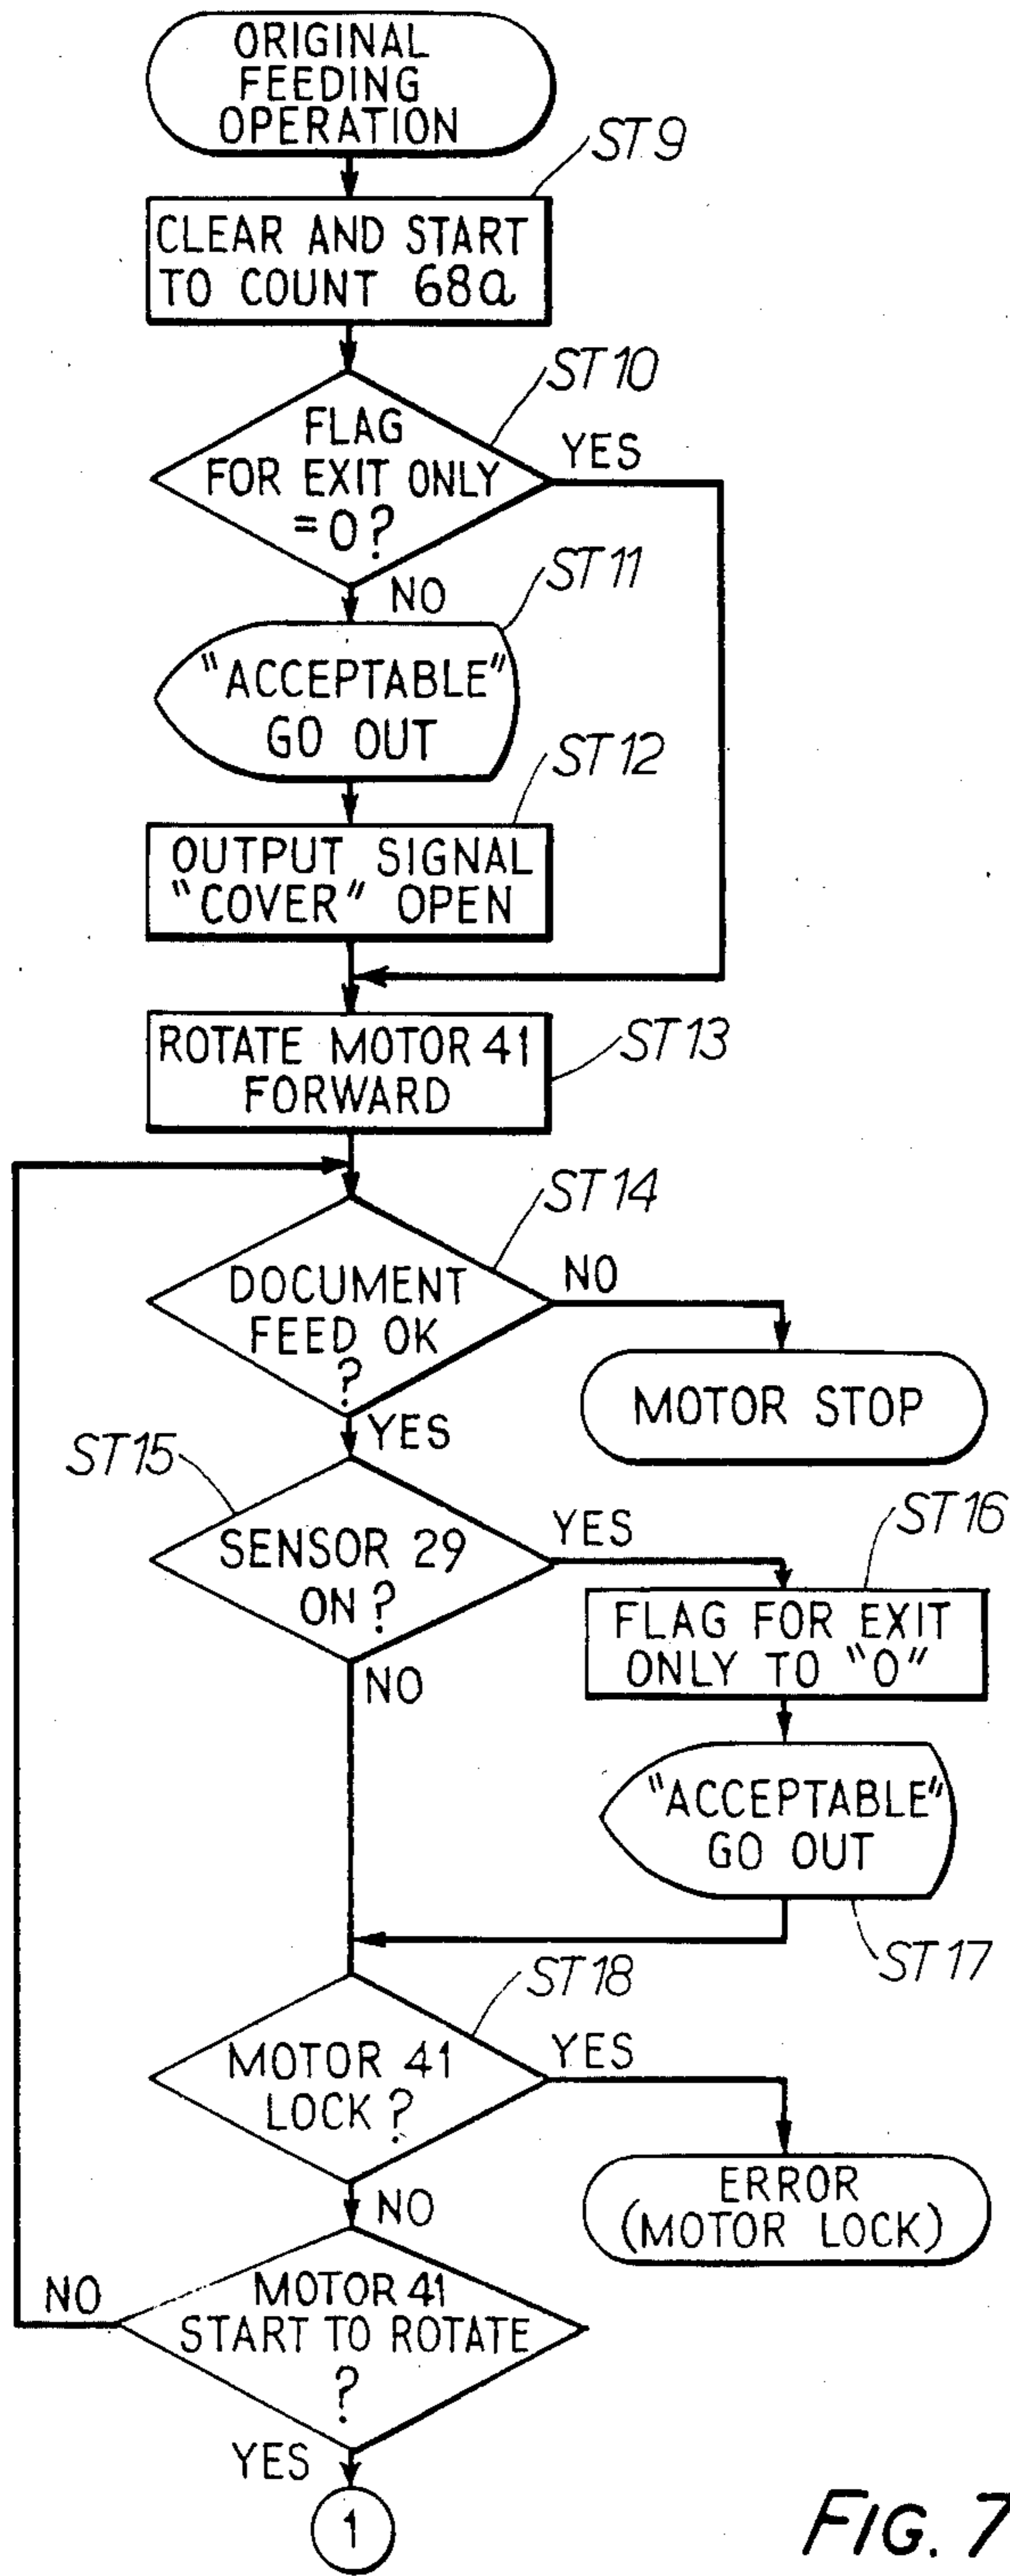 ORIGINAL
FEEDING
OPERATION
ST9
CLEAR AND START
TO COUNT 68a
ST10
FLAG
FOR EXIT ONLY
=0?
YES
NO
ST11
"ACCEPTABLE"
GO OUT
ST12
OUTPUT SIGNAL
"COVER" OPEN
ROTATE MOTOR 41
FORWARD
ST13
ST14
DOCUMENT
FEED OK
?
NO
MOTOR STOP
YES
ST15
SENSOR 29
ON?
YES
ST16
FLAG FOR EXIT
ONLY TO "0"
NO
"ACCEPTABLE"
GO OUT
ST17
ST18
MOTOR 41
LOCK?
YES
ERROR
(MOTOR LOCK)
NO
MOTOR 41
START TO ROTATE
?
NO
YES
1
FIG. 7